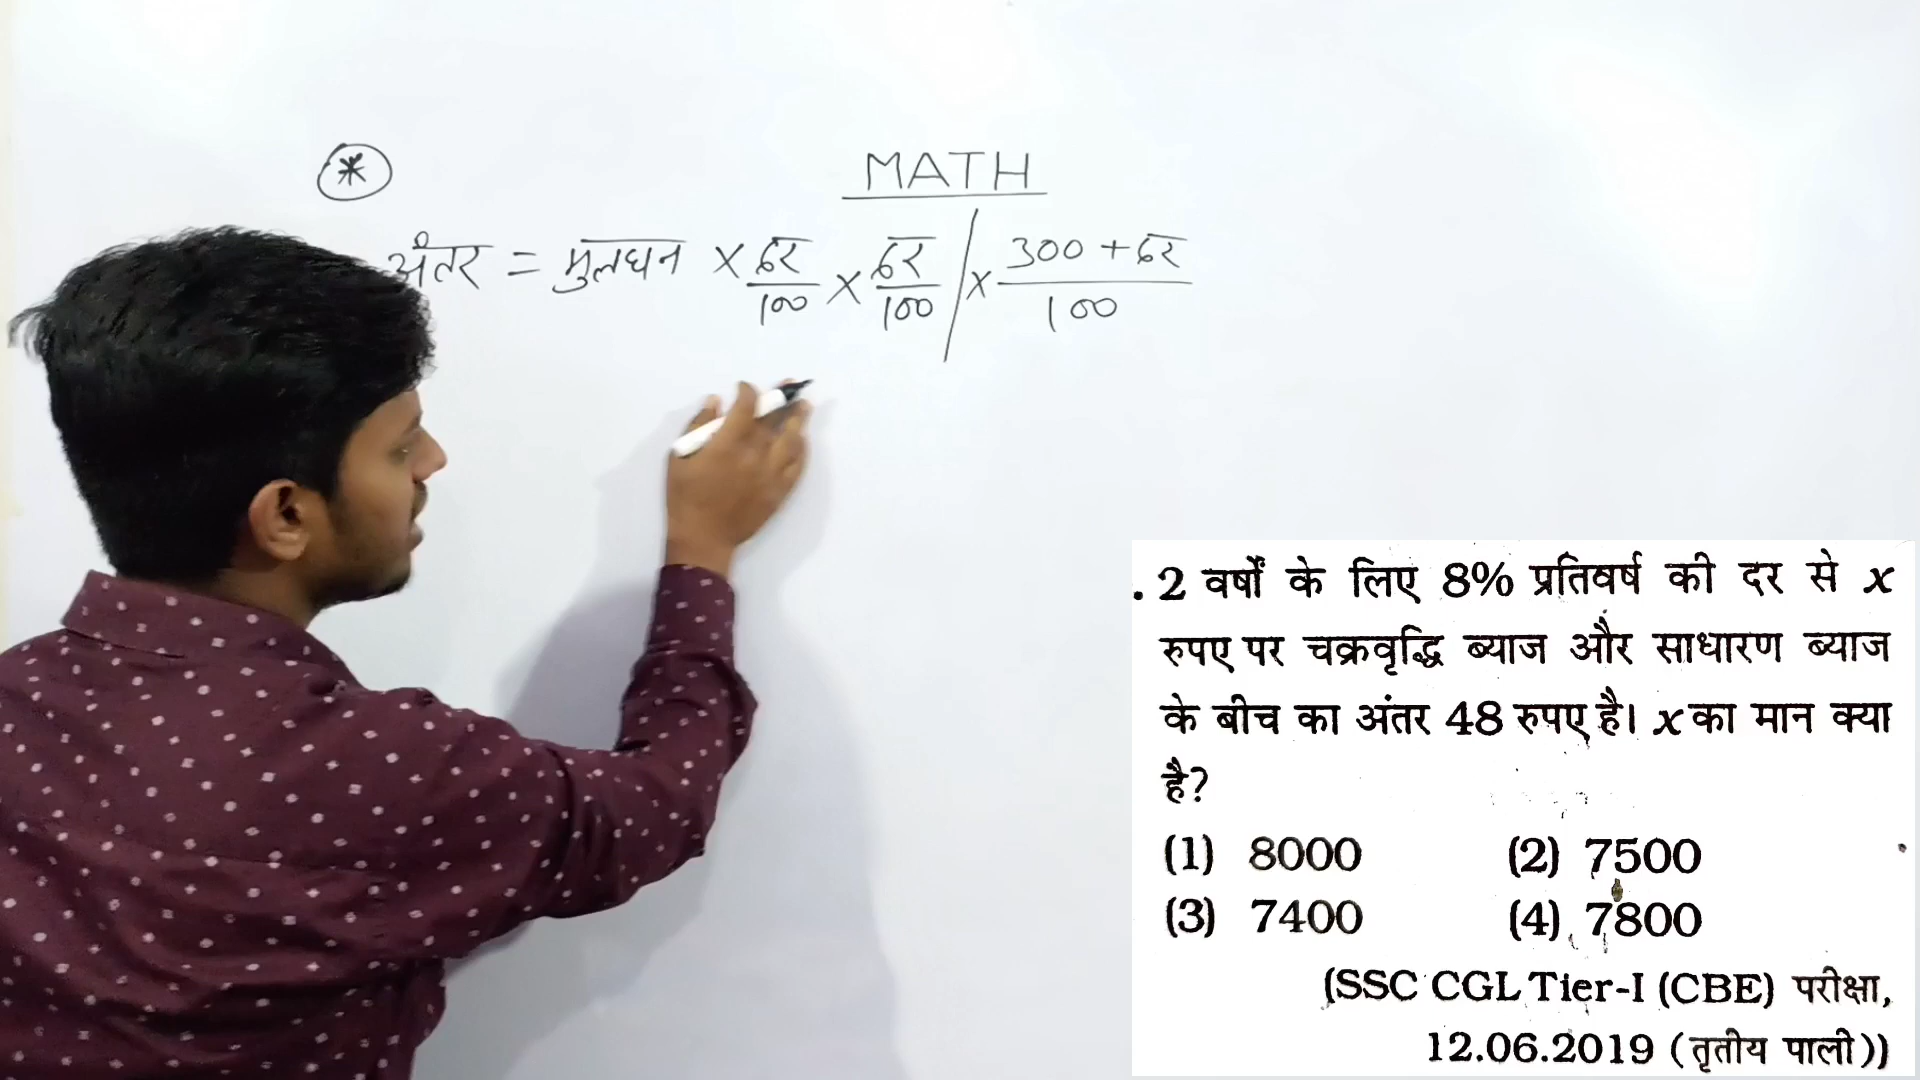 *
MATH
अंतर = मुलधन × दर/100 × दर/100 / × 300 + दर/100
. 2 वर्षों के लिए 8% प्रतिवर्ष की दर से x
रुपए पर चक्रवृद्धि ब्याज और साधारण ब्याज
के बीच का अंतर 48 रुपए है। x का मान क्या
है?
(1) 8000 (2) 7500
(3) 7400 (4) 7800
(SSC CGL Tier-I (CBE) परीक्षा,
12.06.2019 (तृतीय पाली))